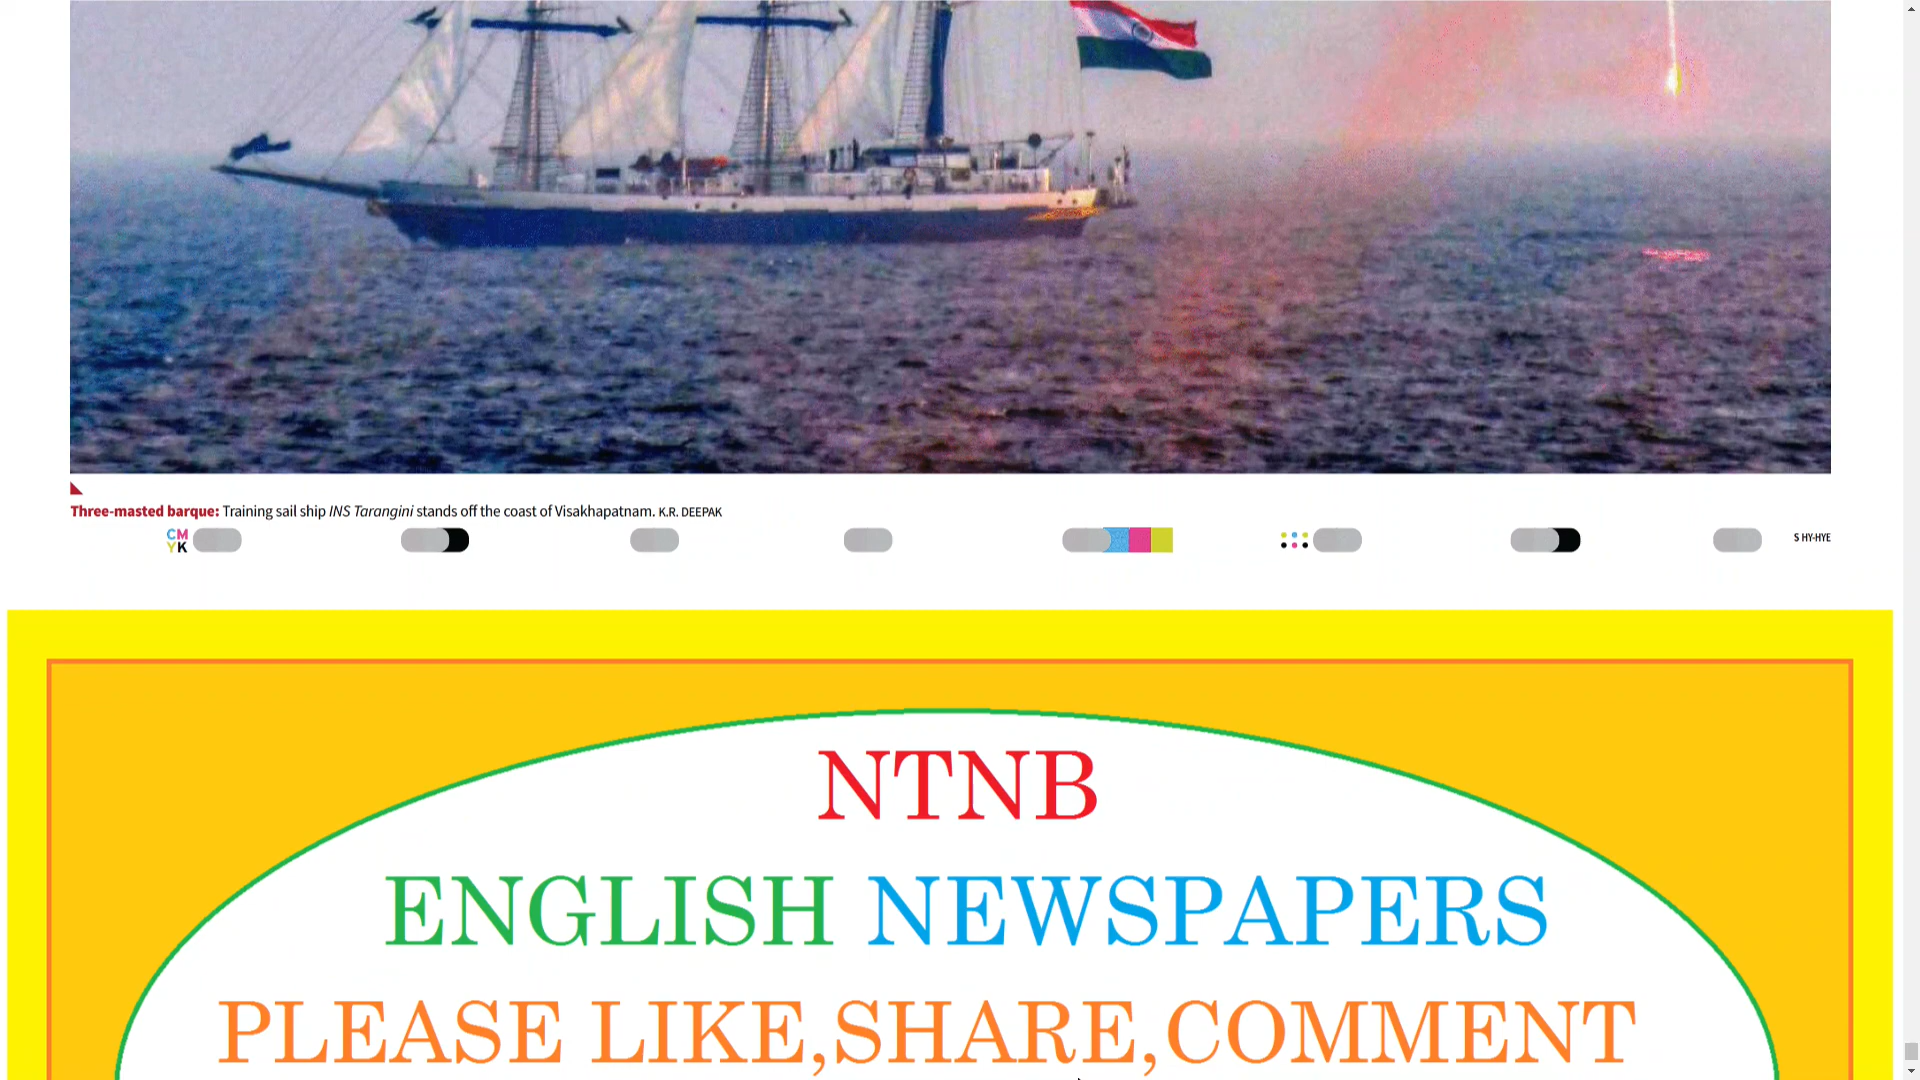 Three-masted barque: Training sail ship INS Tarangini stands off the coast of Visakhapatnam. K.R. DEEPAK
CM
YK
S HY-HYE
NTNB
ENGLISH NEWSPAPERS
PLEASE LIKE,SHARE,COMMENT